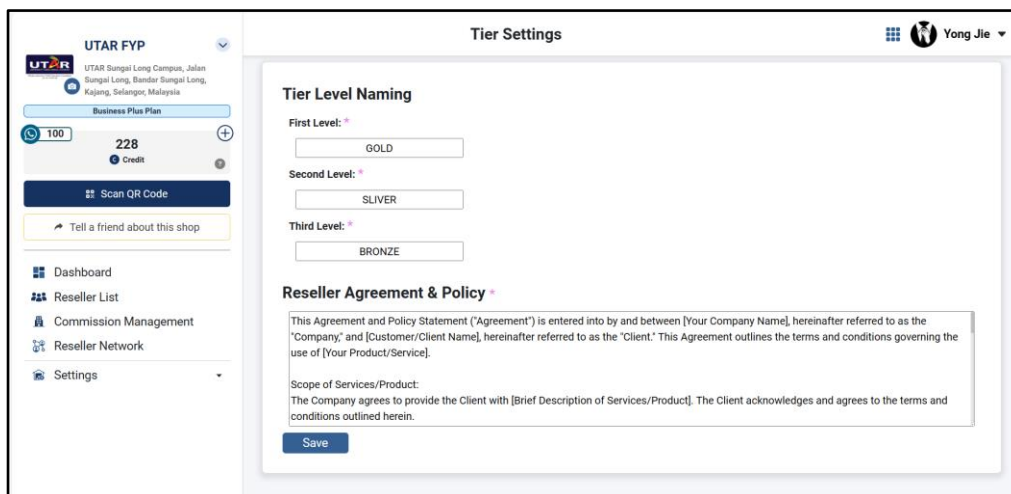 UTAR FYP
UTAR
UTAR Sungai Long Campus, Jalan
Sungai Long, Bandar Sungai Long,
Kajang, Selangor, Malaysia
Business Plus Plan
100
228
Credit
Scan QR Code
Tell a friend about this shop
Dashboard
Reseller List
Commission Management
Reseller Network
Settings
Tier Settings
Yong Jie
Tier Level Naming
First Level: *
GOLD
Second Level: *
SLIVER
Third Level: *
BRONZE
Reseller Agreement & Policy *
This Agreement and Policy Statement ("Agreement") is entered into by and between [Your Company Name], hereinafter referred to as the
"Company," and [Customer/Client Name], hereinafter referred to as the "Client." This Agreement outlines the terms and conditions governing the
use of [Your Product/Service].
Scope of Services/Product:
The Company agrees to provide the Client with [Brief Description of Services/Product]. The Client acknowledges and agrees to the terms and
conditions outlined herein.
Save